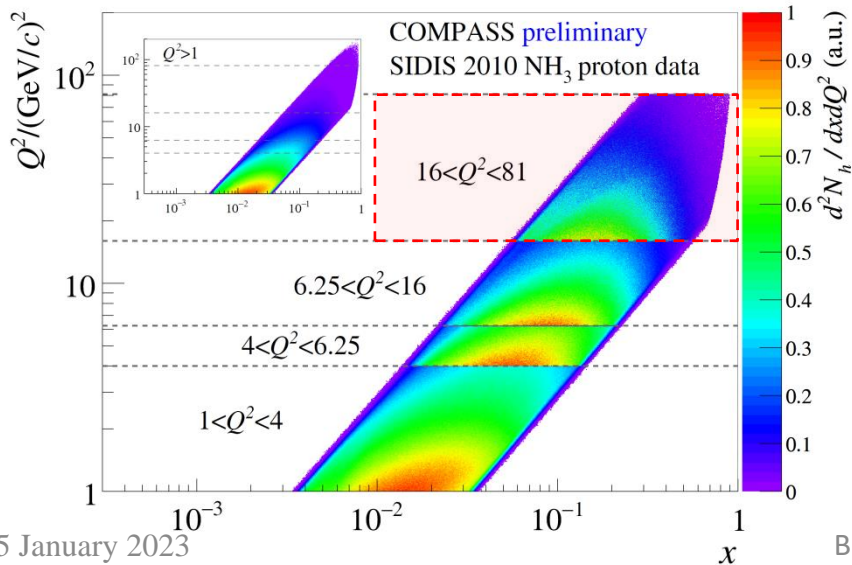 COMPASS preliminary
SIDIS 2010 NH₃ proton data
Q²/(GeV/c)²
d²N_h / dxdQ² (a.u.)
Q²>1
10²
10
1
10⁻³ 10⁻² 10⁻¹ 1
16<Q²<81
6.25<Q²<16
4<Q²<6.25
1<Q²<4
10²
10
1
10⁻³ 10⁻² 10⁻¹ 1
x
1
0.9
0.8
0.7
0.6
0.5
0.4
0.3
0.2
0.1
0
5 January 2023
B